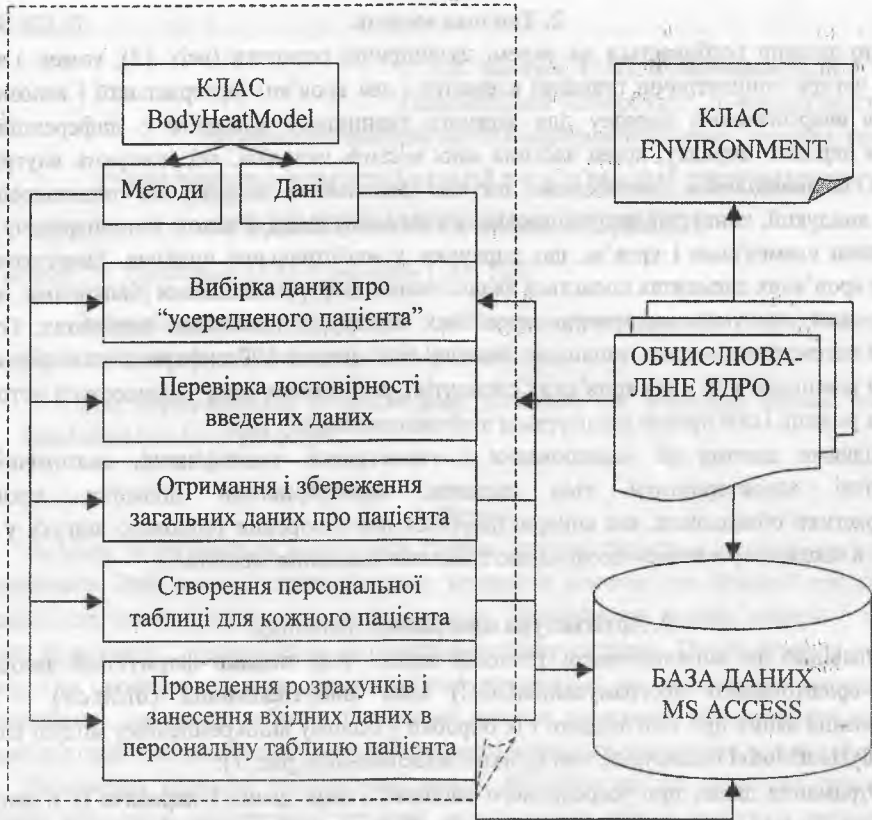 КЛАС
BodyHeatModel
Методи
Дані
Вибірка даних про
“усередненого пацієнта”
Перевірка достовірності
введених даних
Отримання і збереження
загальних даних про пацієнта
Створення персональної
таблиці для кожного пацієнта
Проведення розрахунків і
занесення вхідних даних в
персональну таблицю пацієнта
КЛАС
ENVIRONMENT
ОБЧИСЛЮВА-
ЛЬНЕ ЯДРО
БАЗА ДАНИХ
MS ACCESS